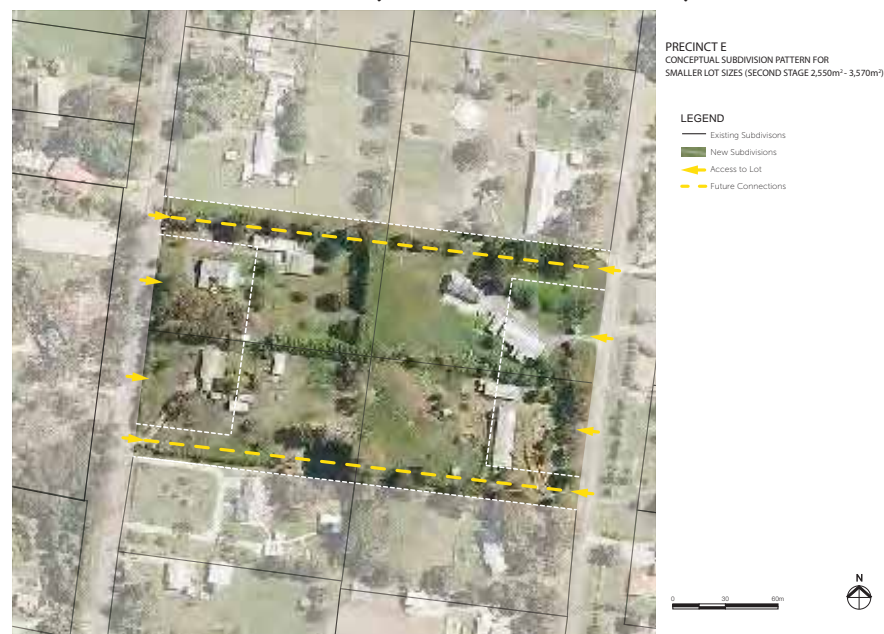 PRECINCT E
CONCEPTUAL SUBDIVISION PATTERN FOR
SMALLER LOT SIZES (SECOND STAGE 2,550m² - 3,570m²)
LEGEND
Existing Subdivisons
New Subdivisions
Access to Lot
Future Connections
0 30 60m
N